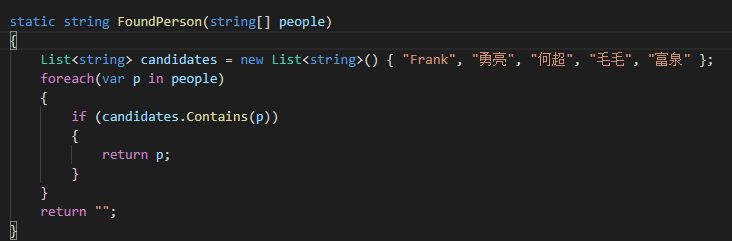 static string FoundPerson(string[] people)
{
    List<string> candidates = new List<string>() { "Frank", "勇亮", "何超", "毛毛", "富泉" };
    foreach(var p in people)
    {
        if (candidates.Contains(p))
        {
            return p;
        }
    }
    return "";
}